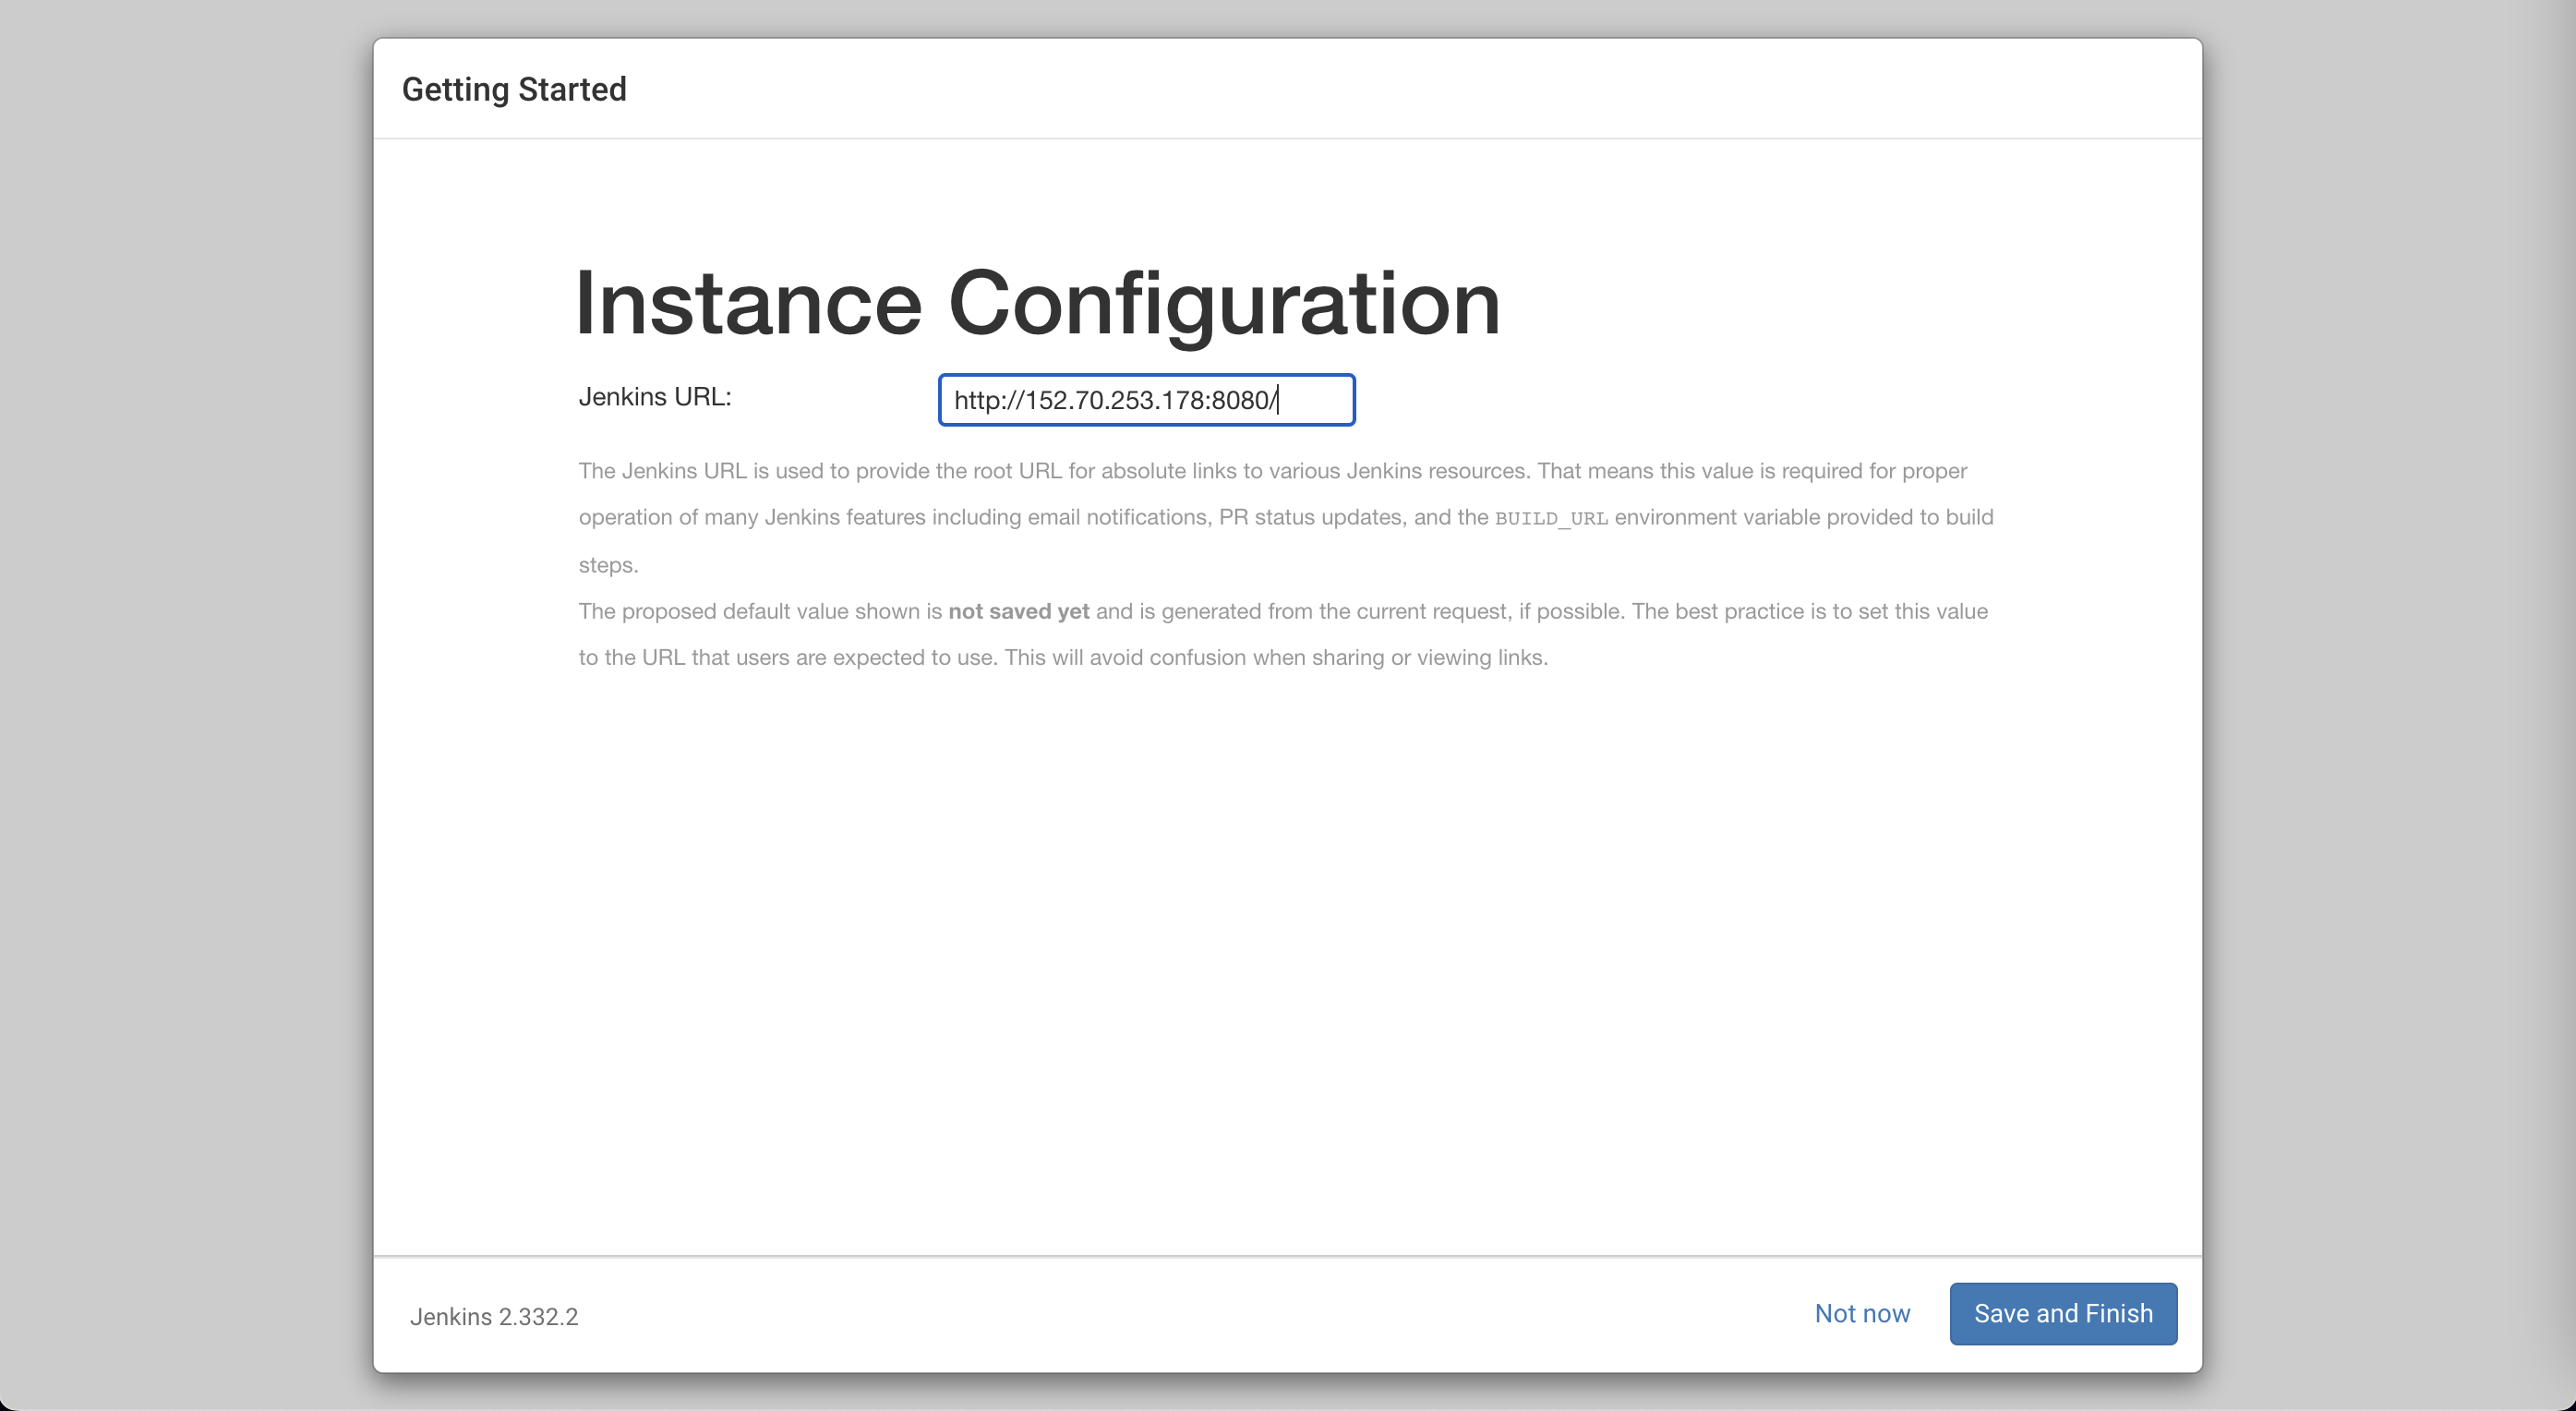 Getting Started
Instance Configuration
Jenkins URL:
http://152.70.253.178:8080/
The Jenkins URL is used to provide the root URL for absolute links to various Jenkins resources. That means this value is required for proper
operation of many Jenkins features including email notifications, PR status updates, and the BUILD_URL environment variable provided to build
steps.
The proposed default value shown is not saved yet and is generated from the current request, if possible. The best practice is to set this value
to the URL that users are expected to use. This will avoid confusion when sharing or viewing links.
Jenkins 2.332.2
Not now
Save and Finish